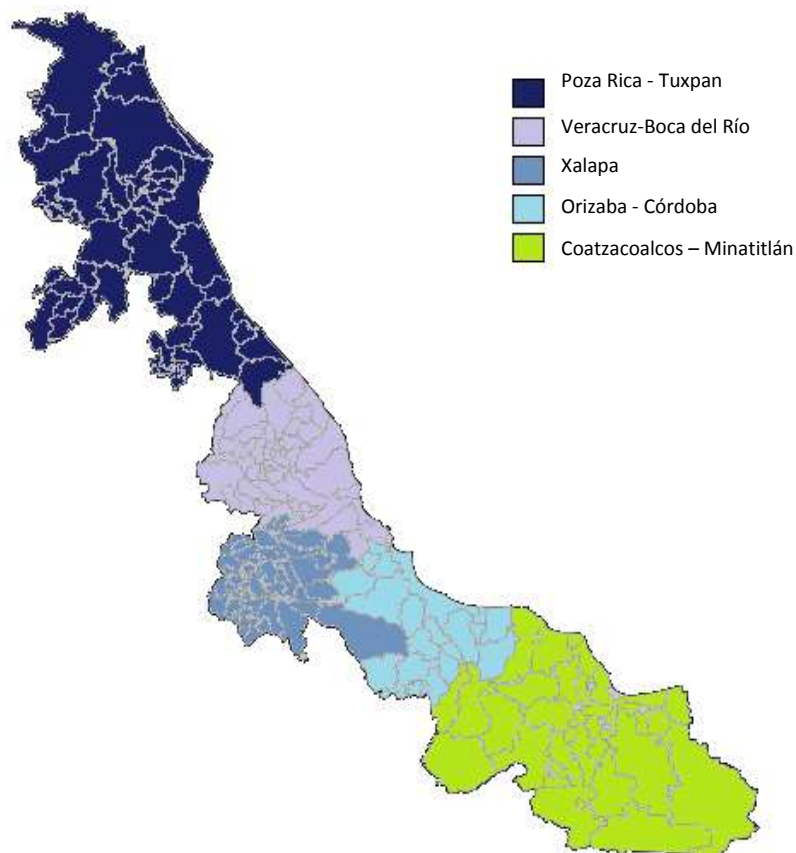 Poza Rica - Tuxpan
Veracruz-Boca del Río
Xalapa
Orizaba - Córdoba
Coatzacoalcos – Minatitlán